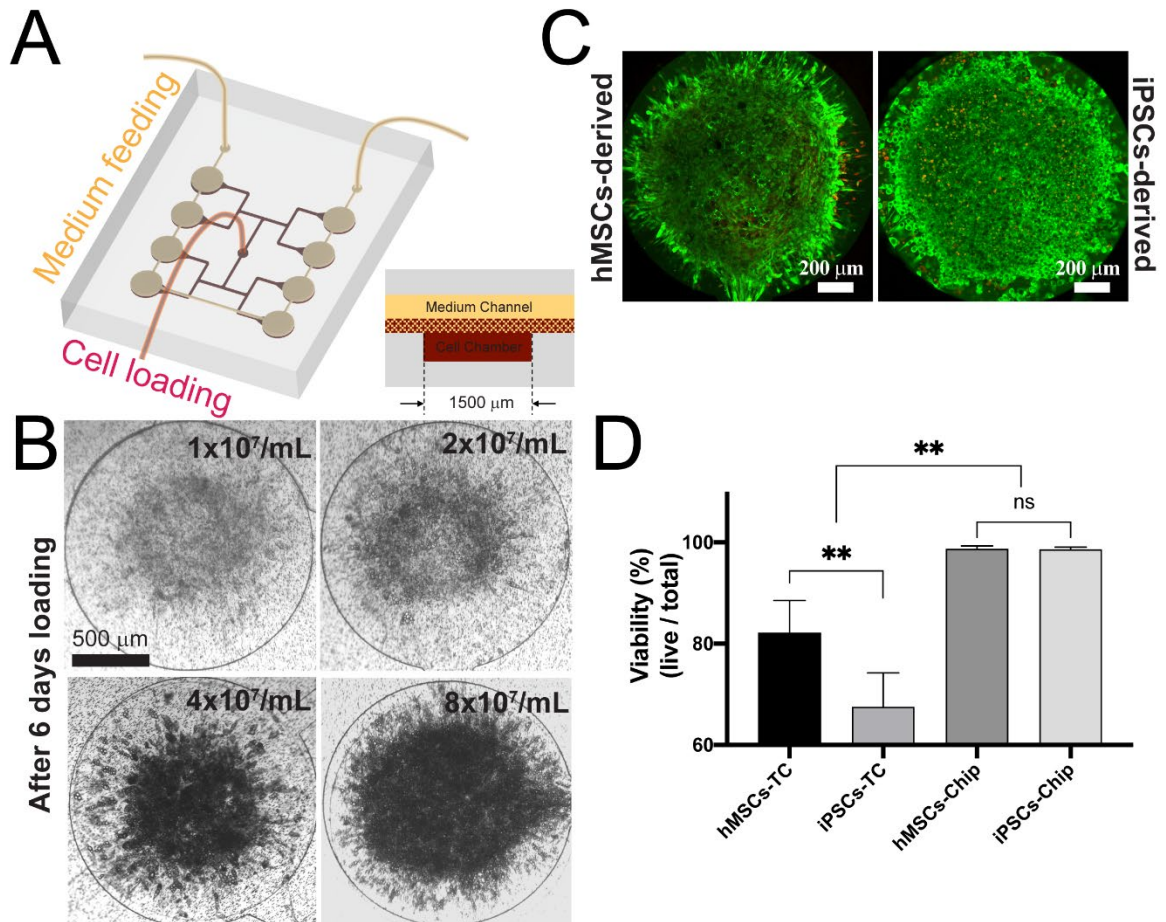 A
Medium feeding
Cell loading
Medium Channel
Cell Chamber
1500 μm
B
After 6 days loading
1x10⁷/mL
2x10⁷/mL
500 μm
4x10⁷/mL
8x10⁷/mL
C
hMSCs-derived
200 μm
200 μm
iPSCs-derived
D
Viability (%)
(live / total)
100
80
60
**
**
ns
hMSCs-TC
iPSCs-TC
hMSCs-Chip
iPSCs-Chip